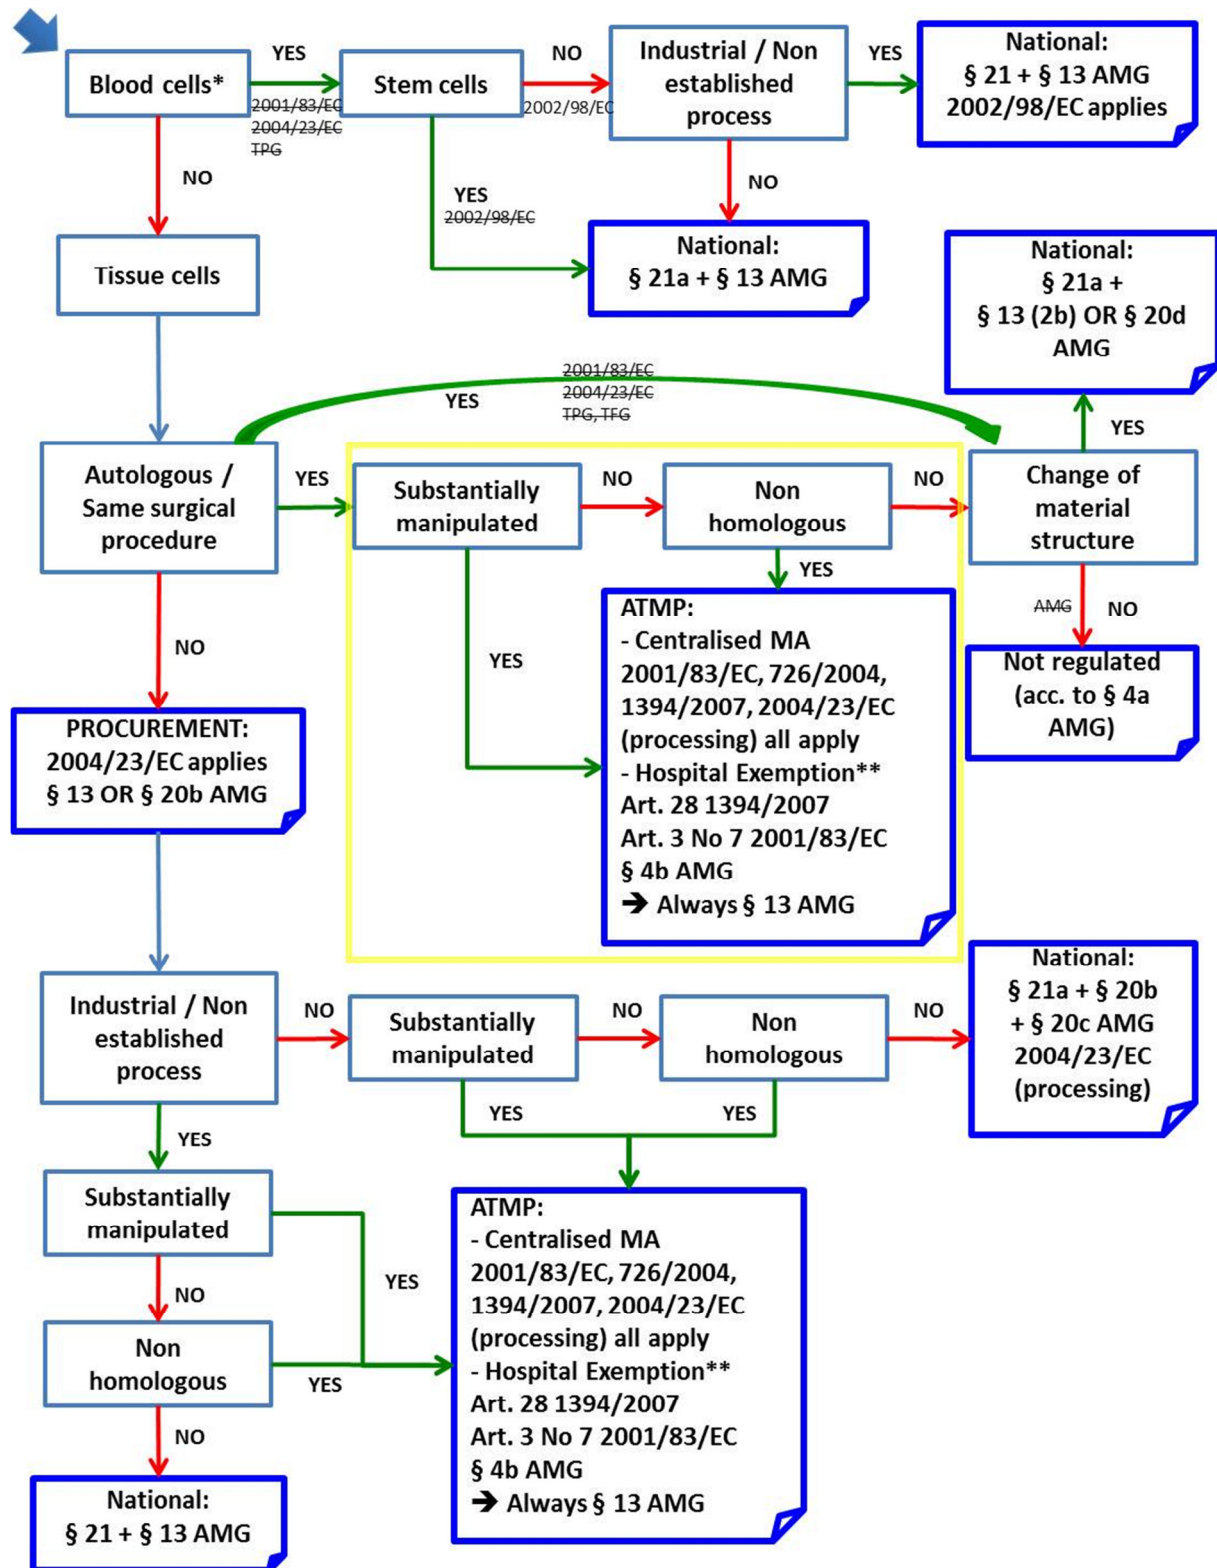 Blood cells*
YES
2001/83/EC
2004/23/EC
TPG
Stem cells
NO
2002/98/EC
Industrial / Non
established
process
YES
National:
§ 21 + § 13 AMG
2002/98/EC applies
NO
YES
2002/98/EC
NO
National:
§ 21a + § 13 AMG
Tissue cells
National:
§ 21a +
§ 13 (2b) OR § 20d
AMG
YES
2001/83/EC
2004/23/EC
TPG, TFG
YES
Autologous /
Same surgical
procedure
YES
Substantially
manipulated
NO
Non
homologous
NO
Change of
material
structure
YES
YES
AMG
NO
NO
ATMP:
- Centralised MA
2001/83/EC, 726/2004,
1394/2007, 2004/23/EC
(processing) all apply
- Hospital Exemption**
Art. 28 1394/2007
Art. 3 No 7 2001/83/EC
§ 4b AMG
➔ Always § 13 AMG
Not regulated
(acc. to § 4a
AMG)
PROCUREMENT:
2004/23/EC applies
§ 13 OR § 20b AMG
Industrial / Non
established
process
NO
Substantially
manipulated
NO
Non
homologous
NO
National:
§ 21a + § 20b
+ § 20c AMG
2004/23/EC
(processing)
YES
YES
YES
Substantially
manipulated
YES
NO
Non
homologous
YES
NO
ATMP:
- Centralised MA
2001/83/EC, 726/2004,
1394/2007, 2004/23/EC
(processing) all apply
- Hospital Exemption**
Art. 28 1394/2007
Art. 3 No 7 2001/83/EC
§ 4b AMG
➔ Always § 13 AMG
National:
§ 21 + § 13 AMG